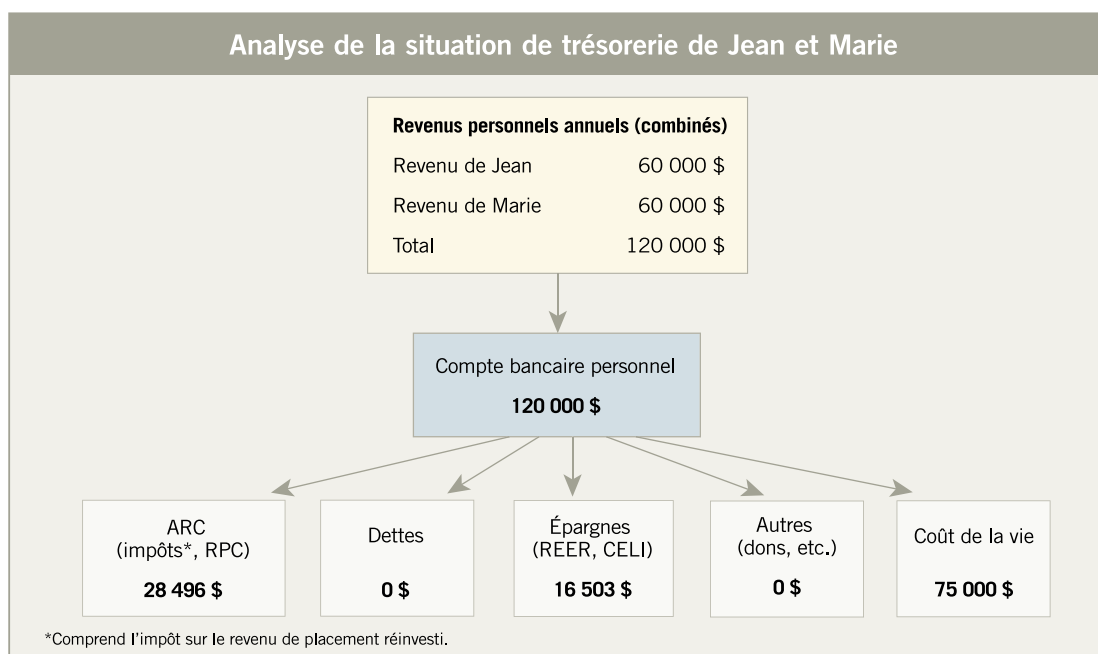 Analyse de la situation de trésorerie de Jean et Marie
Revenus personnels annuels (combinés)
Revenu de Jean 60 000 $
Revenu de Marie 60 000 $
Total 120 000 $
Compte bancaire personnel
120 000 $
ARC
(impôts*, RPC)
28 496 $
Dettes
0 $
Épargnes
(REER, CELI)
16 503 $
Autres
(dons, etc.)
0 $
Coût de la vie
75 000 $
*Comprend l'impôt sur le revenu de placement réinvesti.